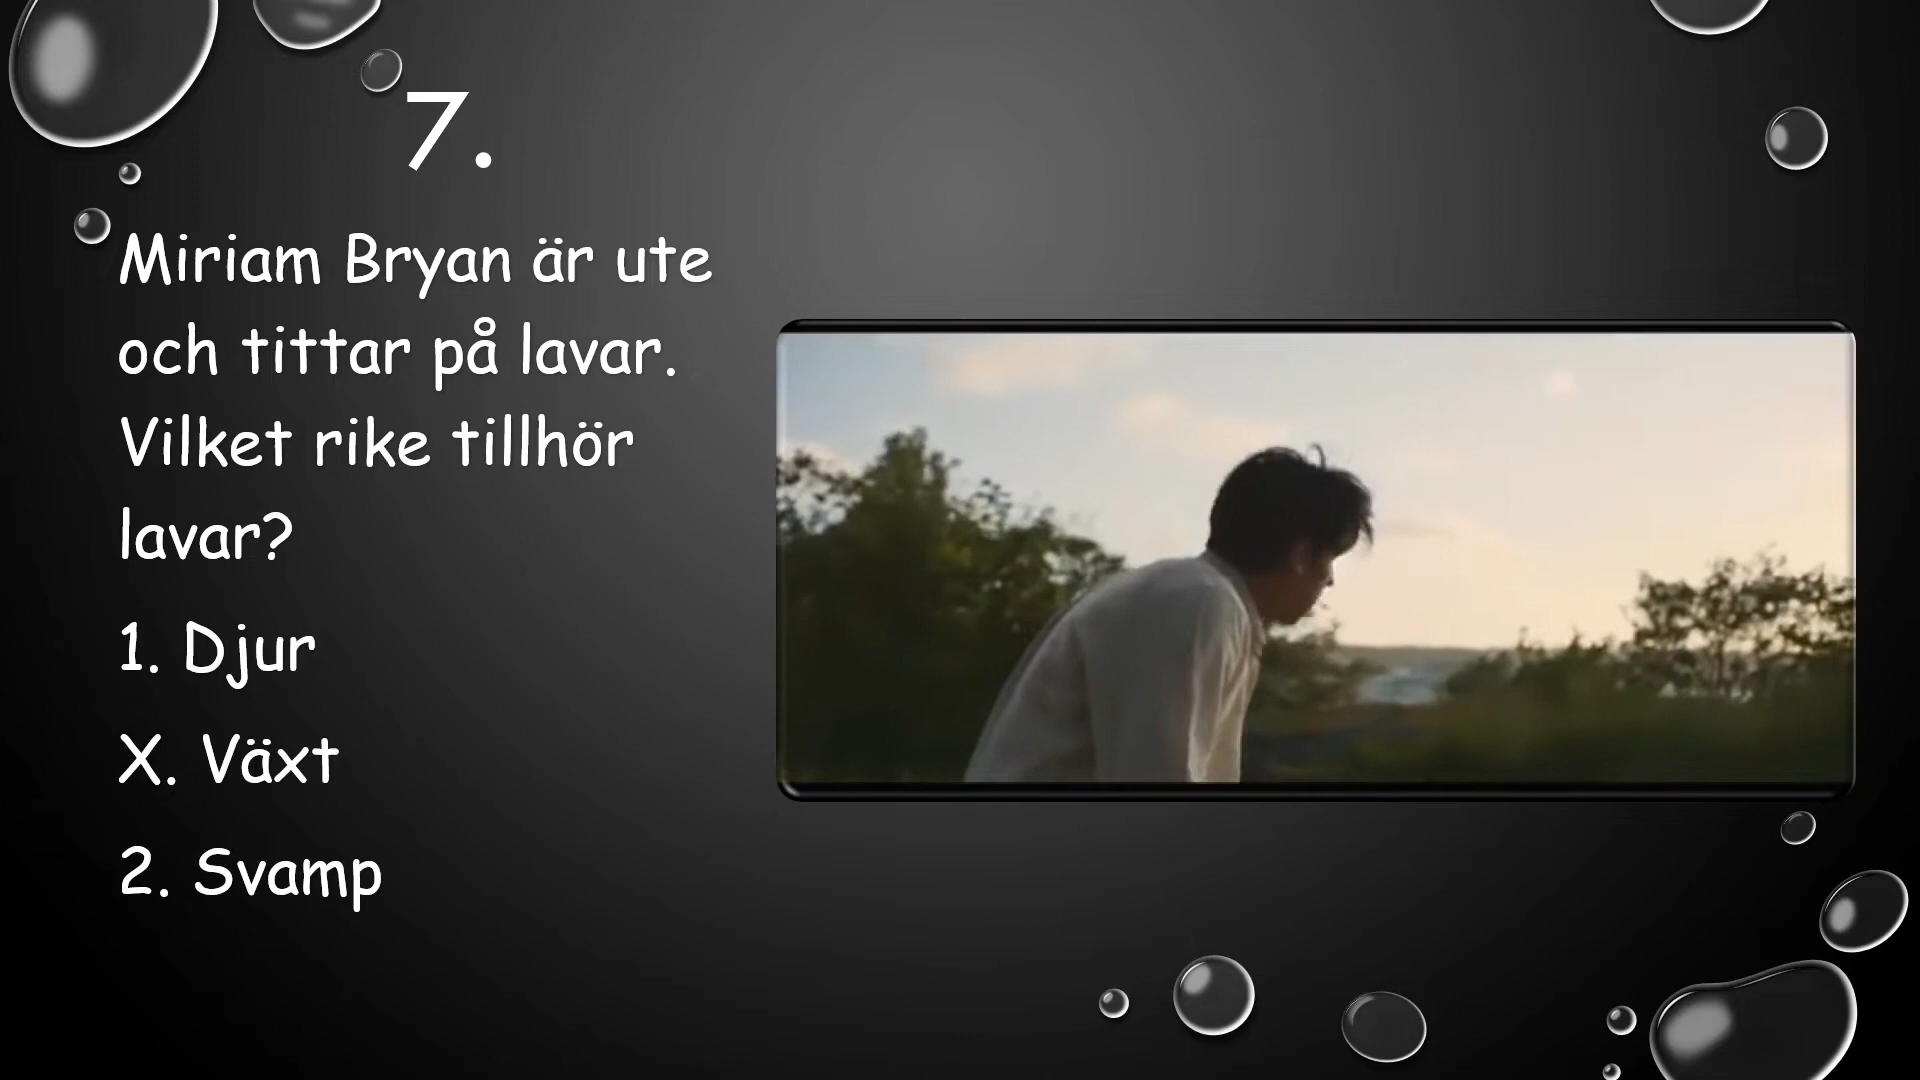 7.
Miriam Bryan är ute
och tittar på lavar.
Vilket rike tillhör
lavar?
1. Djur
X. Växt
2. Svamp